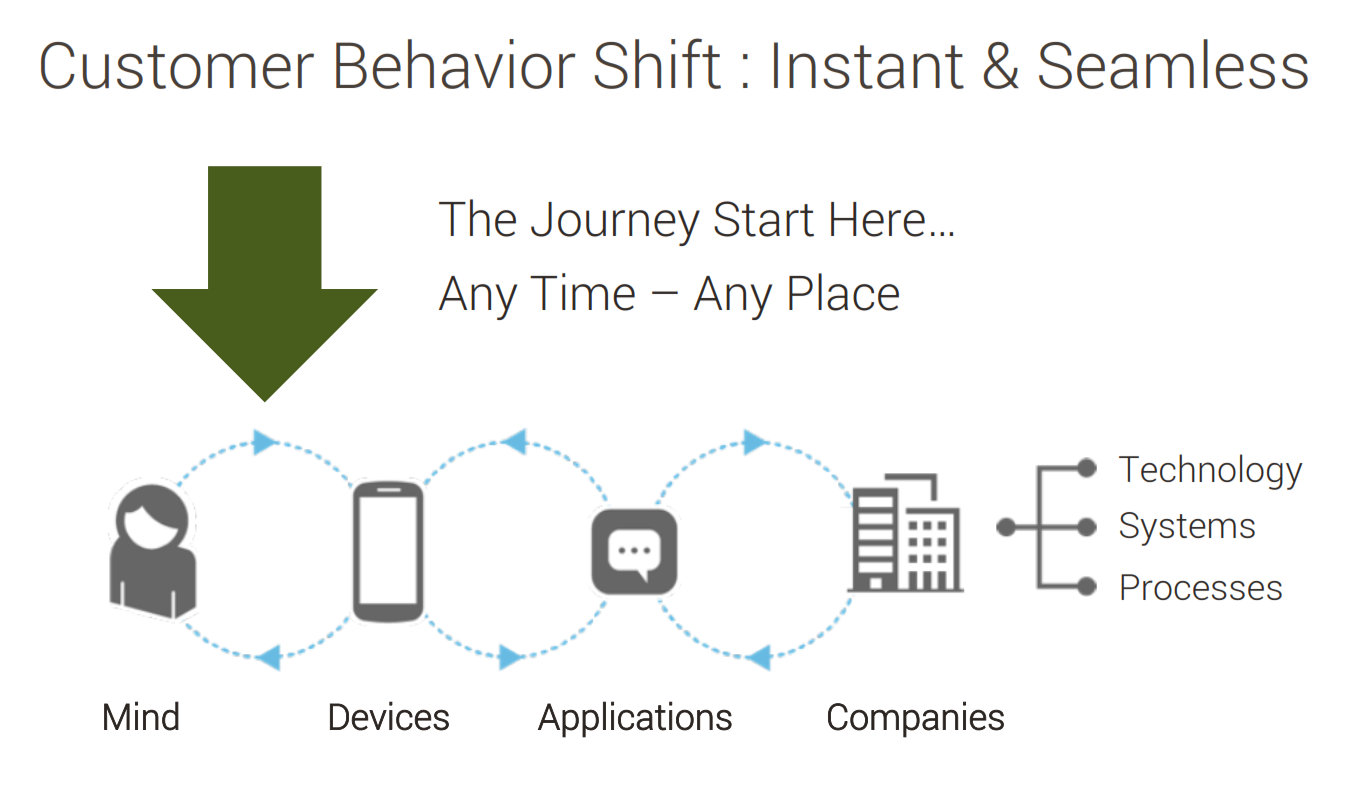 Customer Behavior Shift : Instant & Seamless
The Journey Start Here...
Any Time – Any Place
Technology
Systems
Processes
Mind
Devices
Applications
Companies